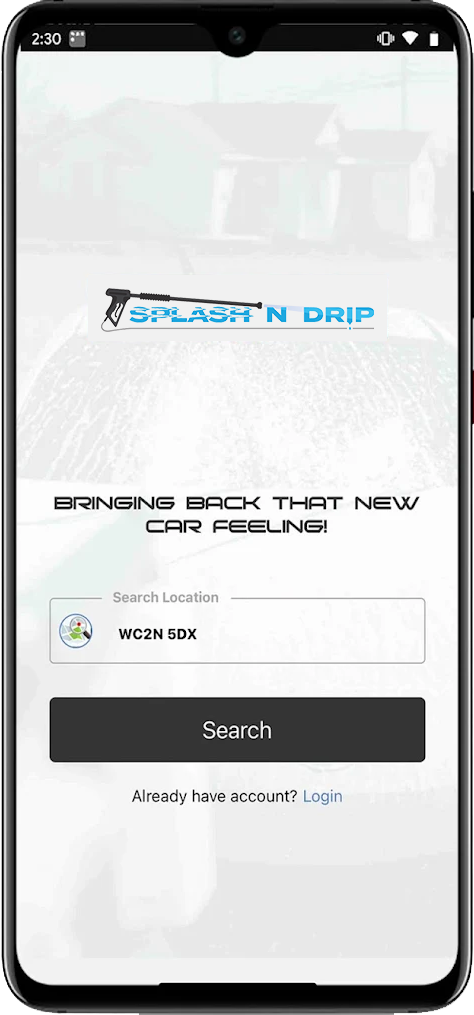 2:30
SPLASH N DRIP
BRINGING BACK THAT NEW
CAR FEELING!
Search Location
WC2N 5DX
Search
Already have account? Login